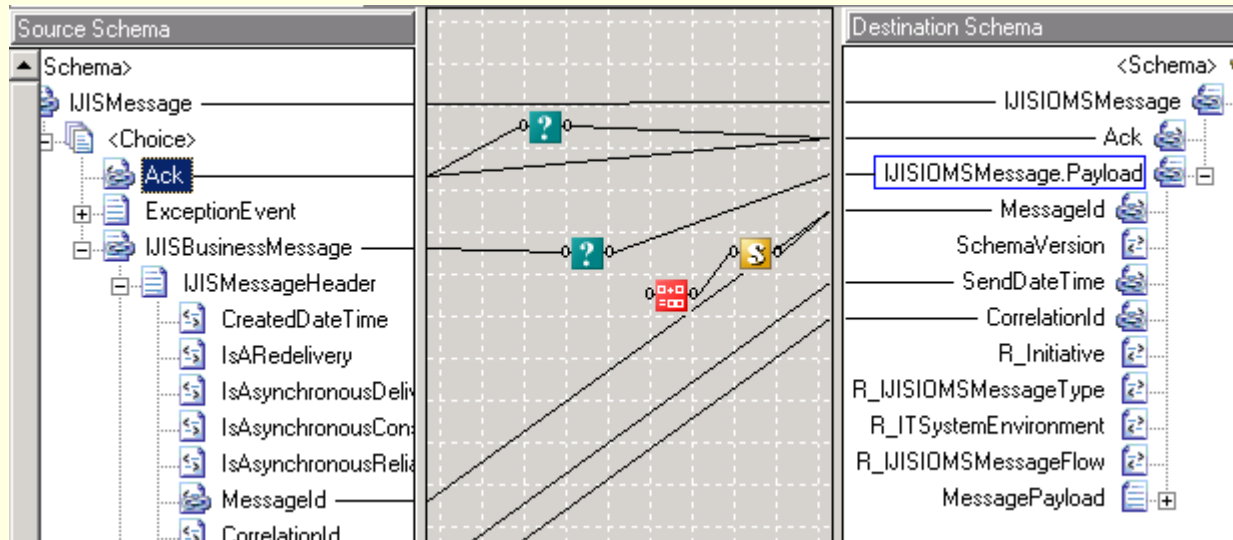 Source Schema
Schema>
IJISMessage
<Choice>
Ack
ExceptionEvent
IJISBusinessMessage
IJISMessageHeader
CreatedDateTime
IsARedelivery
IsAsynchronousDeliv
IsAsynchronousCons
IsAsynchronousRelia
MessageId
CorrelationId
?
?
S
Destination Schema
<Schema>
IJISIOMSMessage
Ack
IJISIOMSMessage.Payload
MessageId
SchemaVersion
SendDateTime
CorrelationId
R_Initiative
R_IJISIOMSMessageType
R_ITSystemEnvironment
R_IJISIOMSMessageFlow
MessagePayload